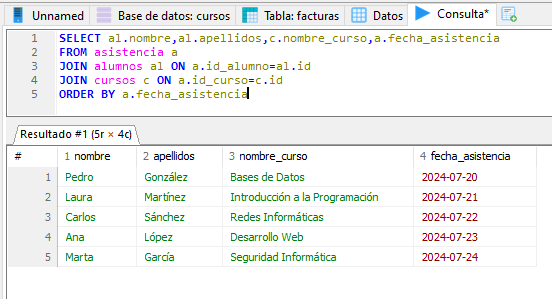 Unnamed Base de datos: cursos Tabla: facturas Datos Consulta*
1 SELECT al.nombre,al.apellidos,c.nombre_curso,a.fecha_asistencia
2 FROM asistencia a
3 JOIN alumnos al ON a.id_alumno=al.id
4 JOIN cursos c ON a.id_curso=c.id
5 ORDER BY a.fecha_asistencia
Resultado #1 (5r × 4c)
# 1 nombre 2 apellidos 3 nombre_curso 4 fecha_asistencia
1 Pedro González Bases de Datos 2024-07-20
2 Laura Martínez Introducción a la Programación 2024-07-21
3 Carlos Sánchez Redes Informáticas 2024-07-22
4 Ana López Desarrollo Web 2024-07-23
5 Marta García Seguridad Informática 2024-07-24